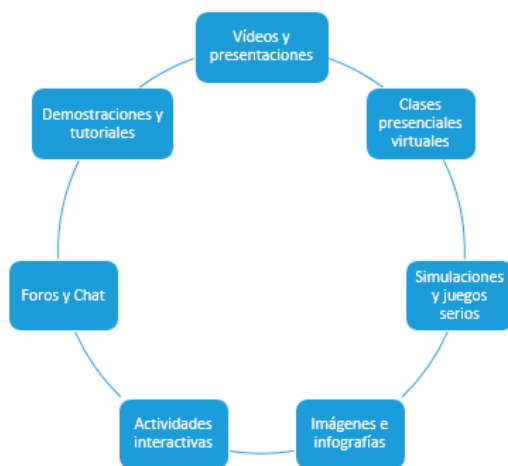 Vídeos y
presentaciones
Clases
presenciales
virtuales
Simulaciones
y juegos
serios
Imágenes e
infografías
Actividades
interactivas
Foros y Chat
Demostraciones y
tutoriales